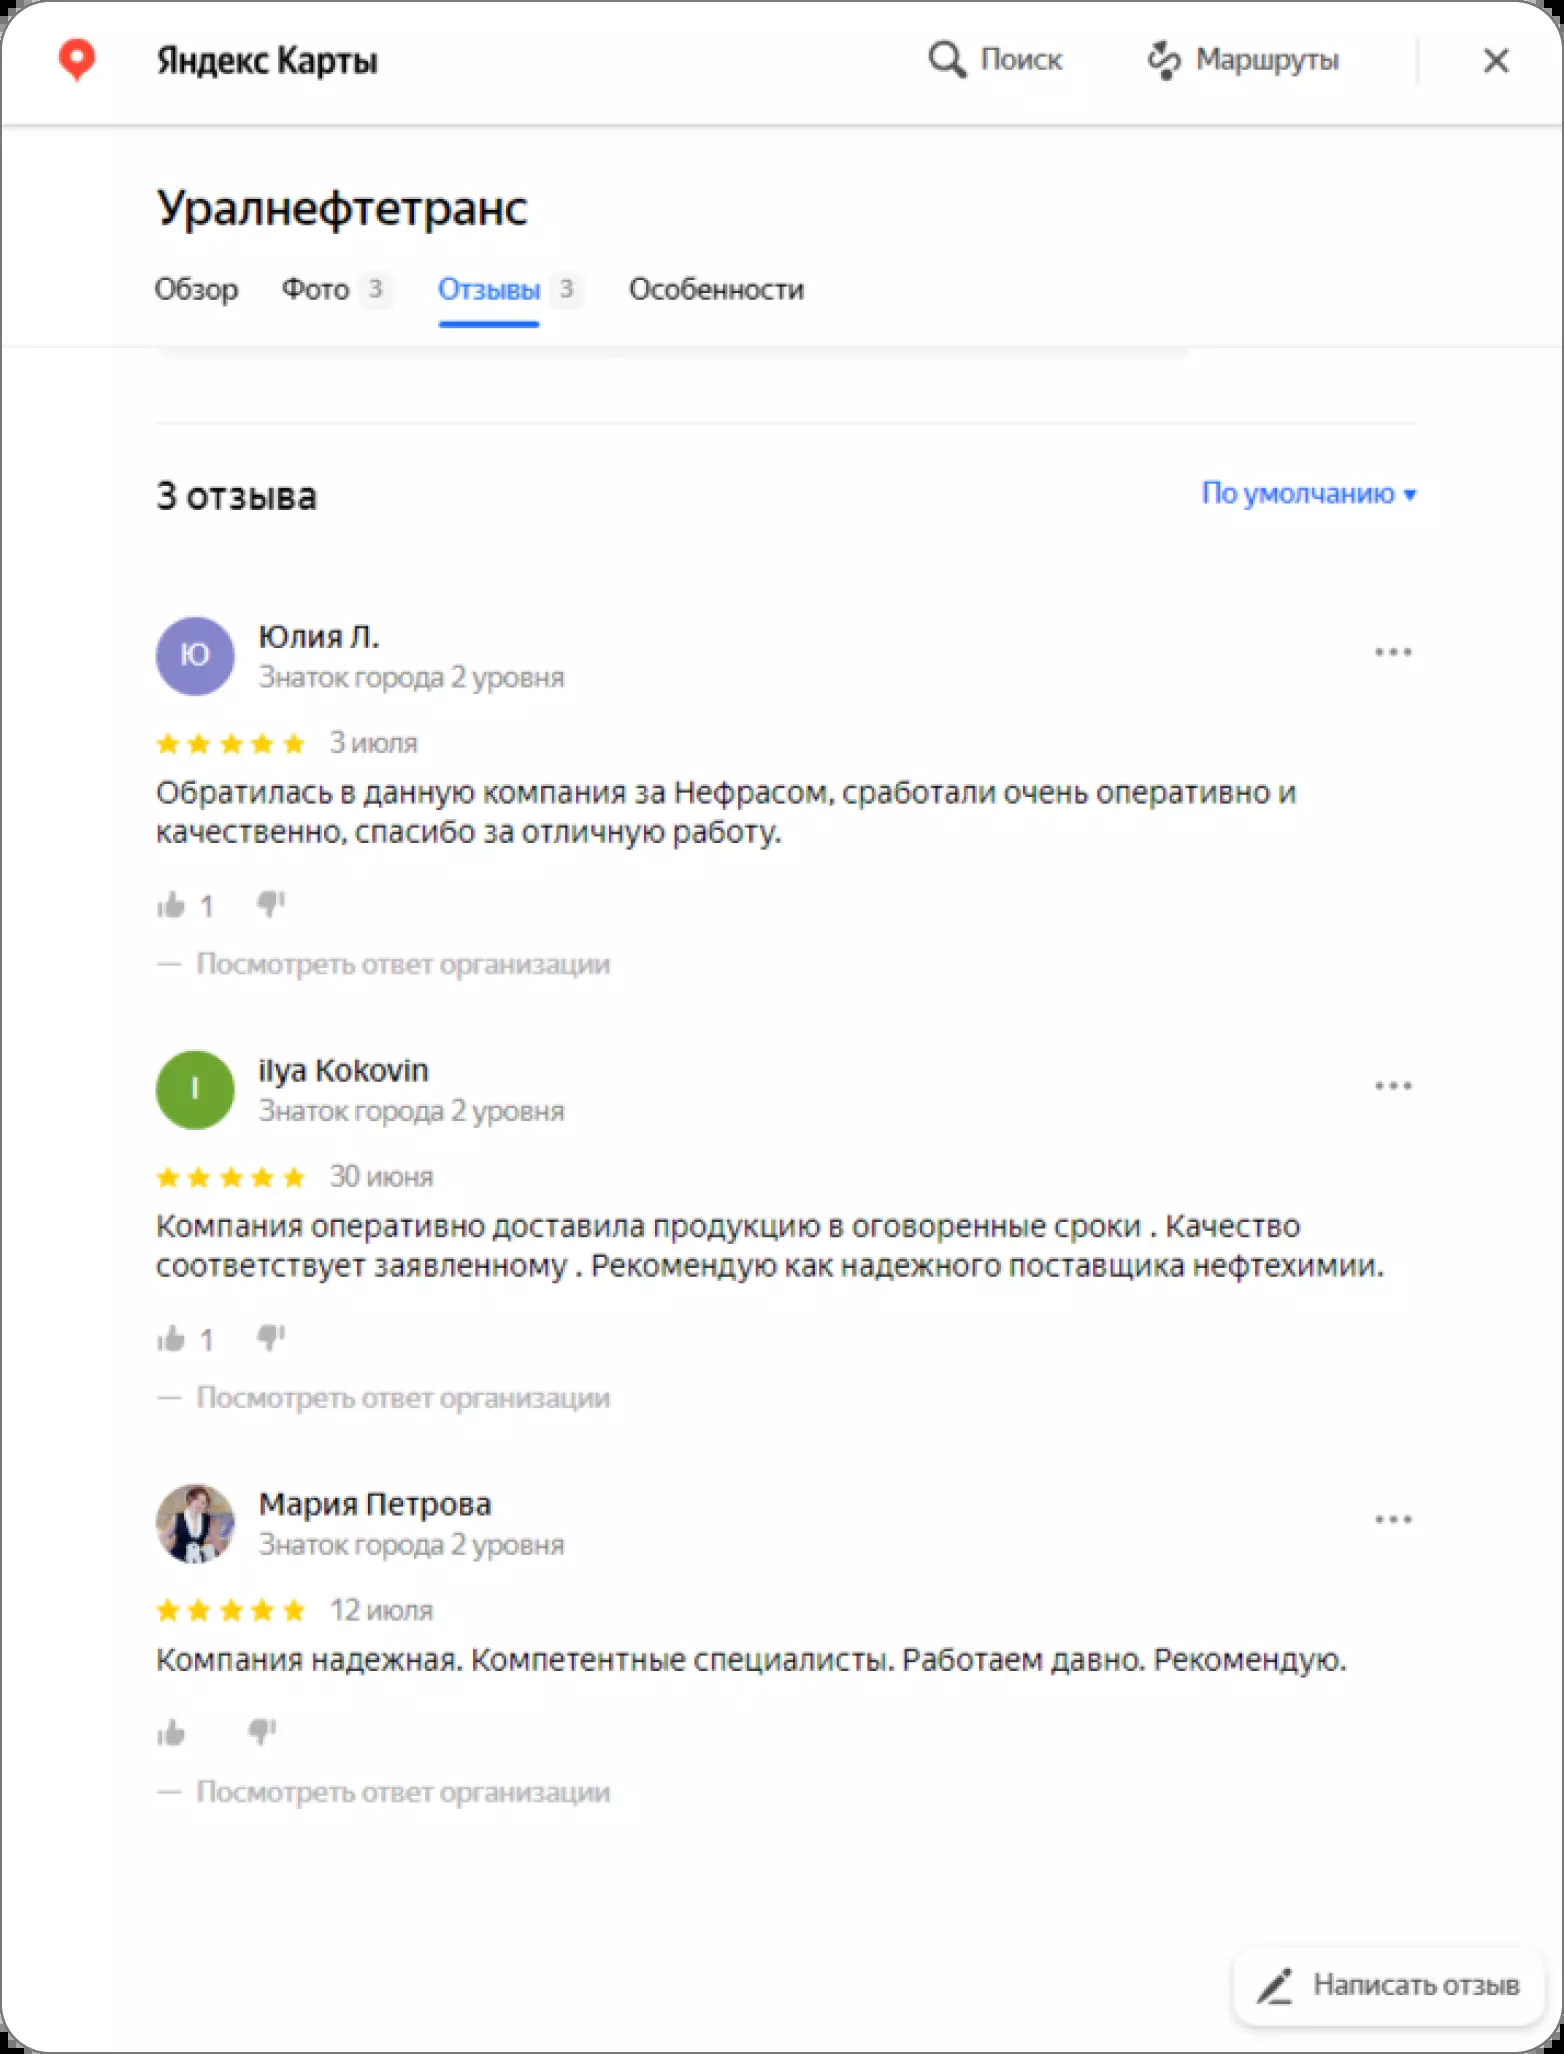 Яндекс Карты Поиск Маршруты
Уралнефтетранс
Обзор Фото 3 Отзывы 3 Особенности
3 отзыва По умолчанию
Ю Юлия Л.
Знаток города 2 уровня
3 июля
Обратилась в данную компания за Нефрасом, сработали очень оперативно и
качественно, спасибо за отличную работу.
1
— Посмотреть ответ организации
I ilya Kokovin
Знаток города 2 уровня
30 июня
Компания оперативно доставила продукцию в оговоренные сроки . Качество
соответствует заявленному . Рекомендую как надежного поставщика нефтехимии.
1
— Посмотреть ответ организации
Мария Петрова
Знаток города 2 уровня
12 июля
Компания надежная. Компетентные специалисты. Работаем давно. Рекомендую.
— Посмотреть ответ организации
Написать отзыв